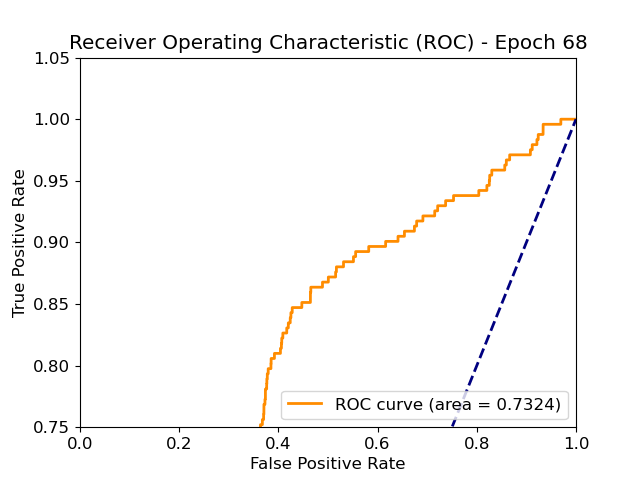 Receiver Operating Characteristic (ROC) - Epoch 68
True Positive Rate
1.05
1.00
0.95
0.90
0.85
0.80
0.75
ROC curve (area = 0.7324)
0.0 0.2 0.4 0.6 0.8 1.0
False Positive Rate